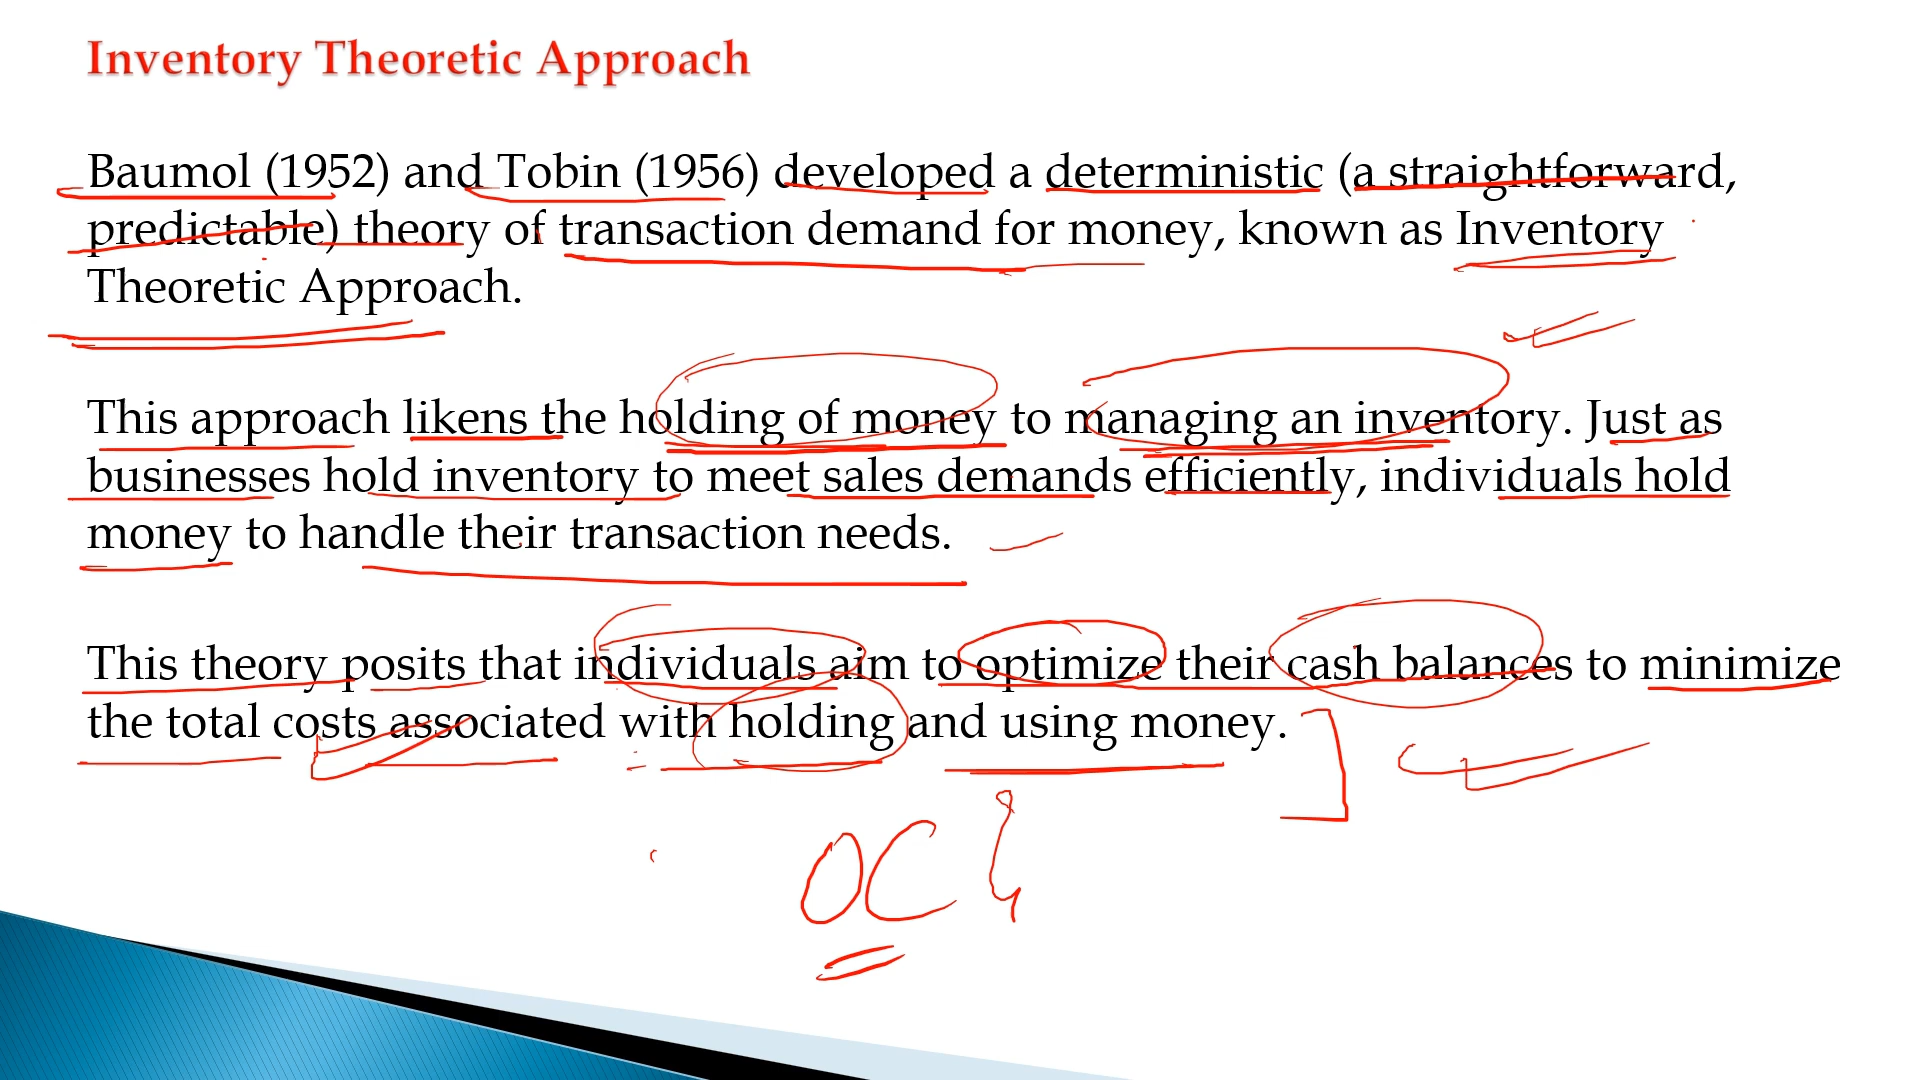 Inventory Theoretic Approach
Baumol (1952) and Tobin (1956) developed a deterministic (a straightforward,
predictable) theory of transaction demand for money, known as Inventory
Theoretic Approach.
This approach likens the holding of money to managing an inventory. Just as
businesses hold inventory to meet sales demands efficiently, individuals hold
money to handle their transaction needs.
This theory posits that individuals aim to optimize their cash balances to minimize
the total costs associated with holding and using money.
OC